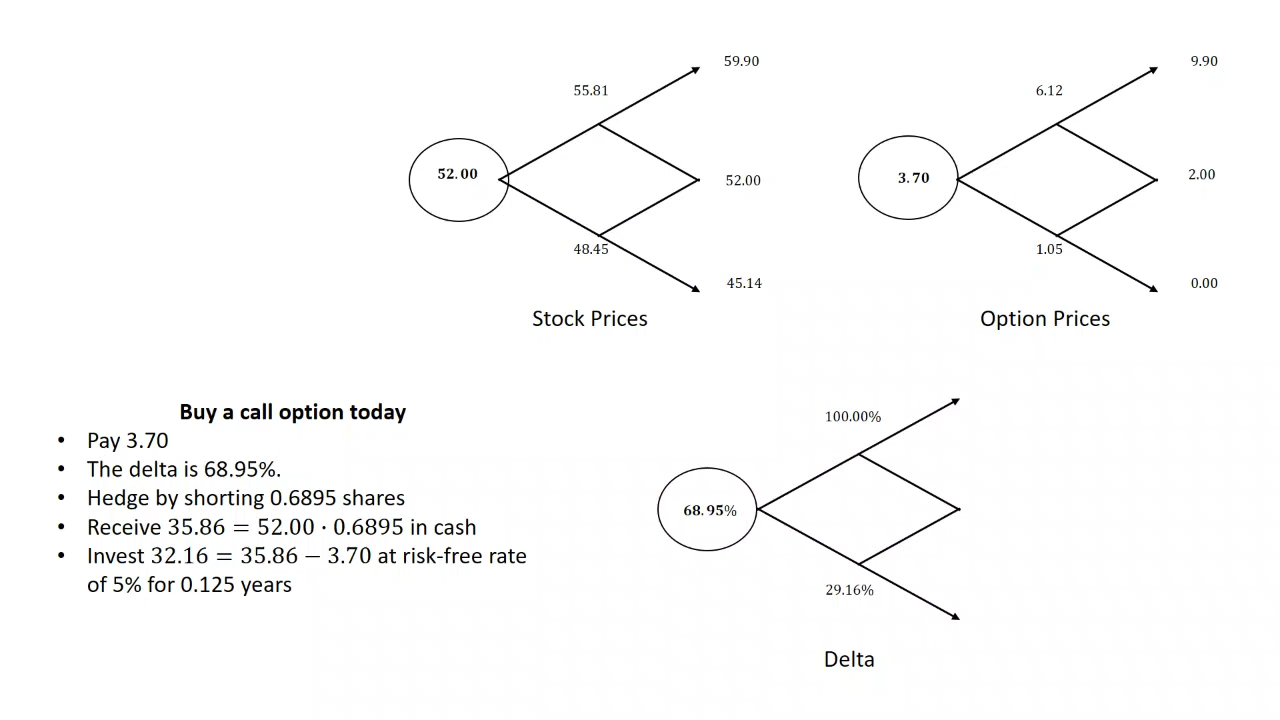 59.90
55.81
52.00
52.00
48.45
45.14
Stock Prices
9.90
6.12
3.70
2.00
1.05
0.00
Option Prices
Buy a call option today
• Pay 3.70
• The delta is 68.95%.
• Hedge by shorting 0.6895 shares
• Receive 35.86 = 52.00 · 0.6895 in cash
• Invest 32.16 = 35.86 − 3.70 at risk-free rate
of 5% for 0.125 years
100.00%
68.95%
29.16%
Delta